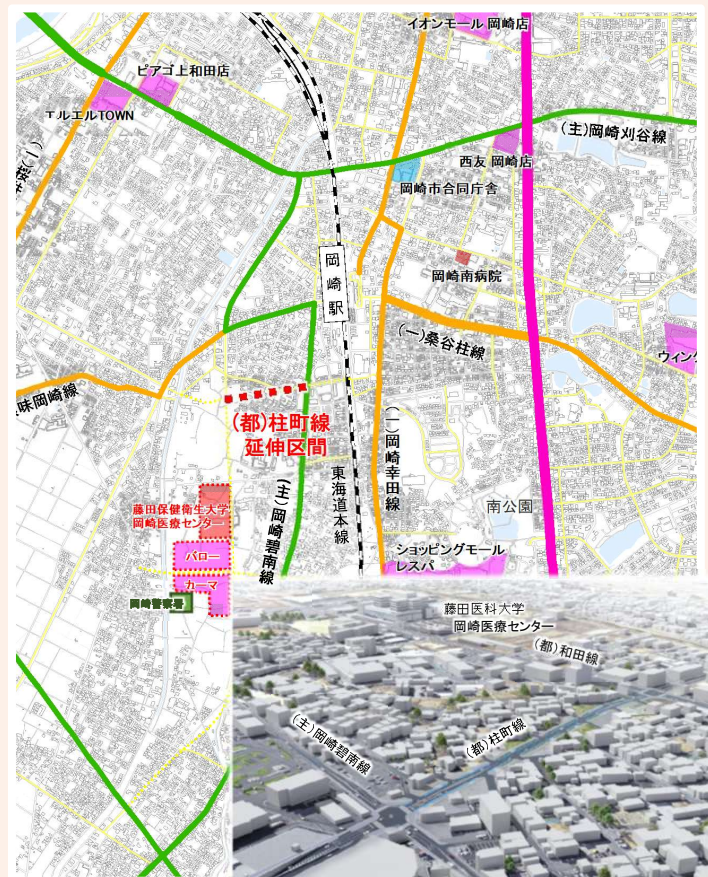 イオンモール 岡崎店
ピアゴ上和田店
エルエルTOWN
(主)岡崎刈谷線
西友 岡崎店
岡崎市合同庁舎
岡崎南病院
岡崎駅
(一)桑谷柱線
ウィング
味岡崎線
(都)柱町線
延伸区間
(一)岡崎幸田線
東海道本線
(主)岡崎碧南線
南公園
藤田保健衛生大学
岡崎医療センター
バロー
カーマ
岡崎警察署
ショッピングモール
レスパ
藤田医科大学
岡崎医療センター
(都)和田線
(主)岡崎碧南線
(都)柱町線